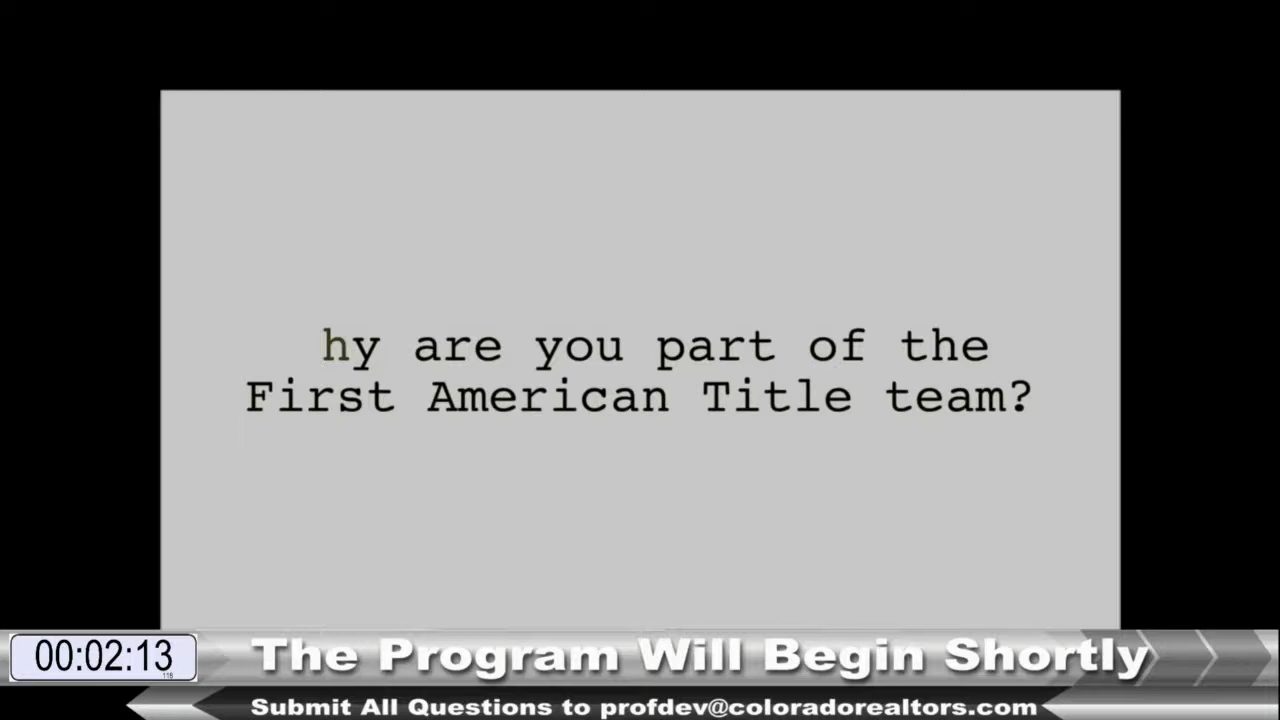 hy are you part of the
First American Title team?
00:02:13
118
The Program Will Begin Shortly
Submit All Questions to profdev@coloradorealtors.com